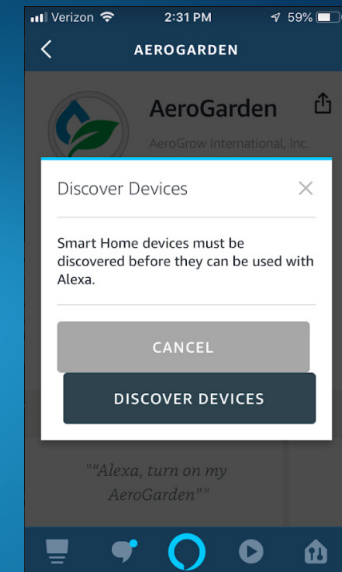 Verizon 2:31 PM 59%
AEROGARDEN
AeroGarden
AeroGrow International, Inc.
Discover Devices
Smart Home devices must be
discovered before they can be used with
Alexa.
CANCEL
DISCOVER DEVICES
"“Alexa, turn on my
AeroGarden”"